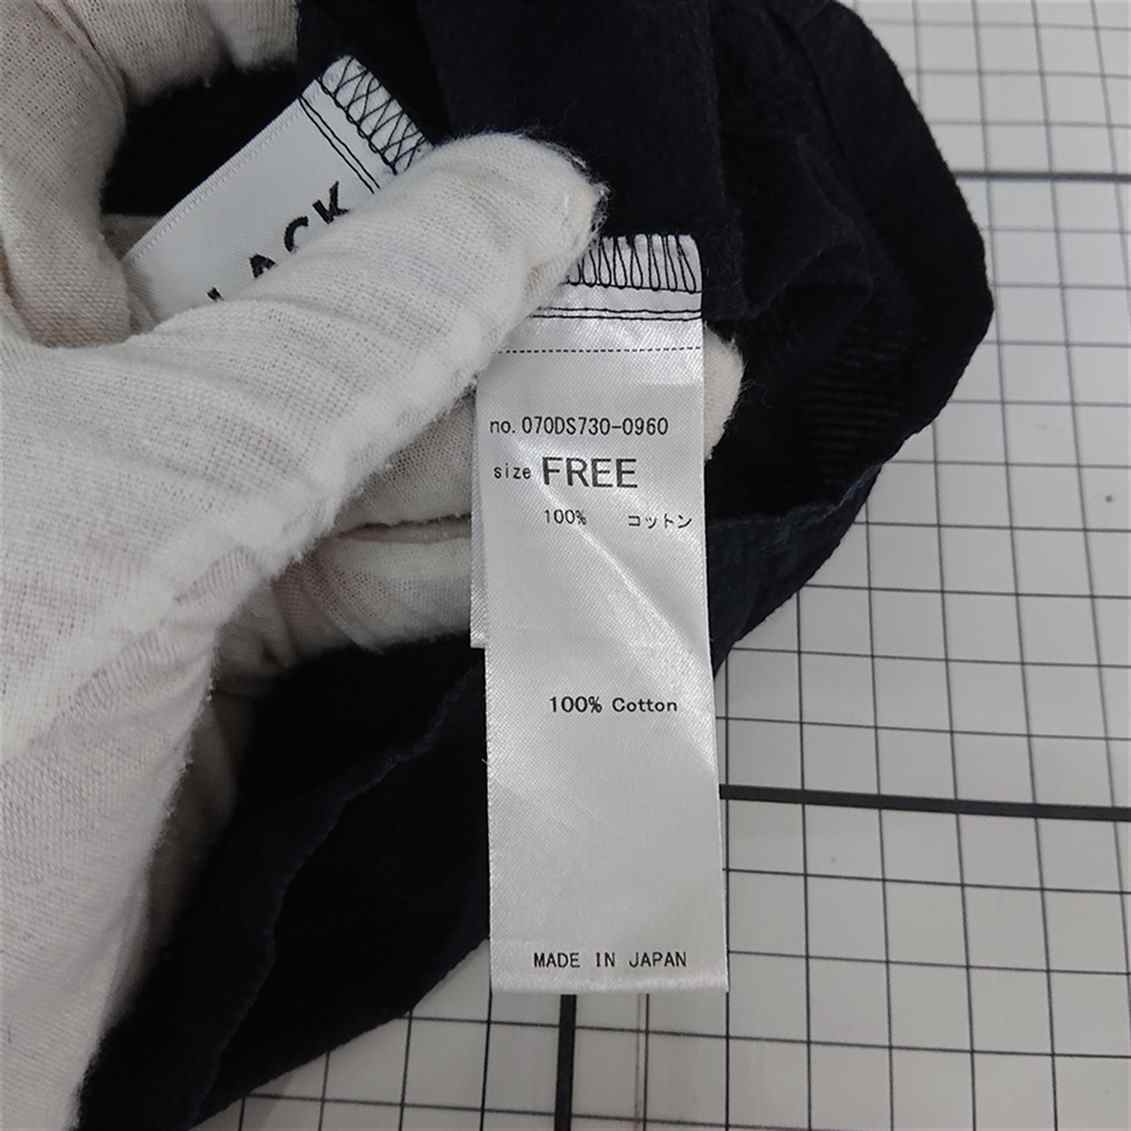 LACK
no. 070DS730-0960
size FREE
100% コットン
100% Cotton
MADE IN JAPAN